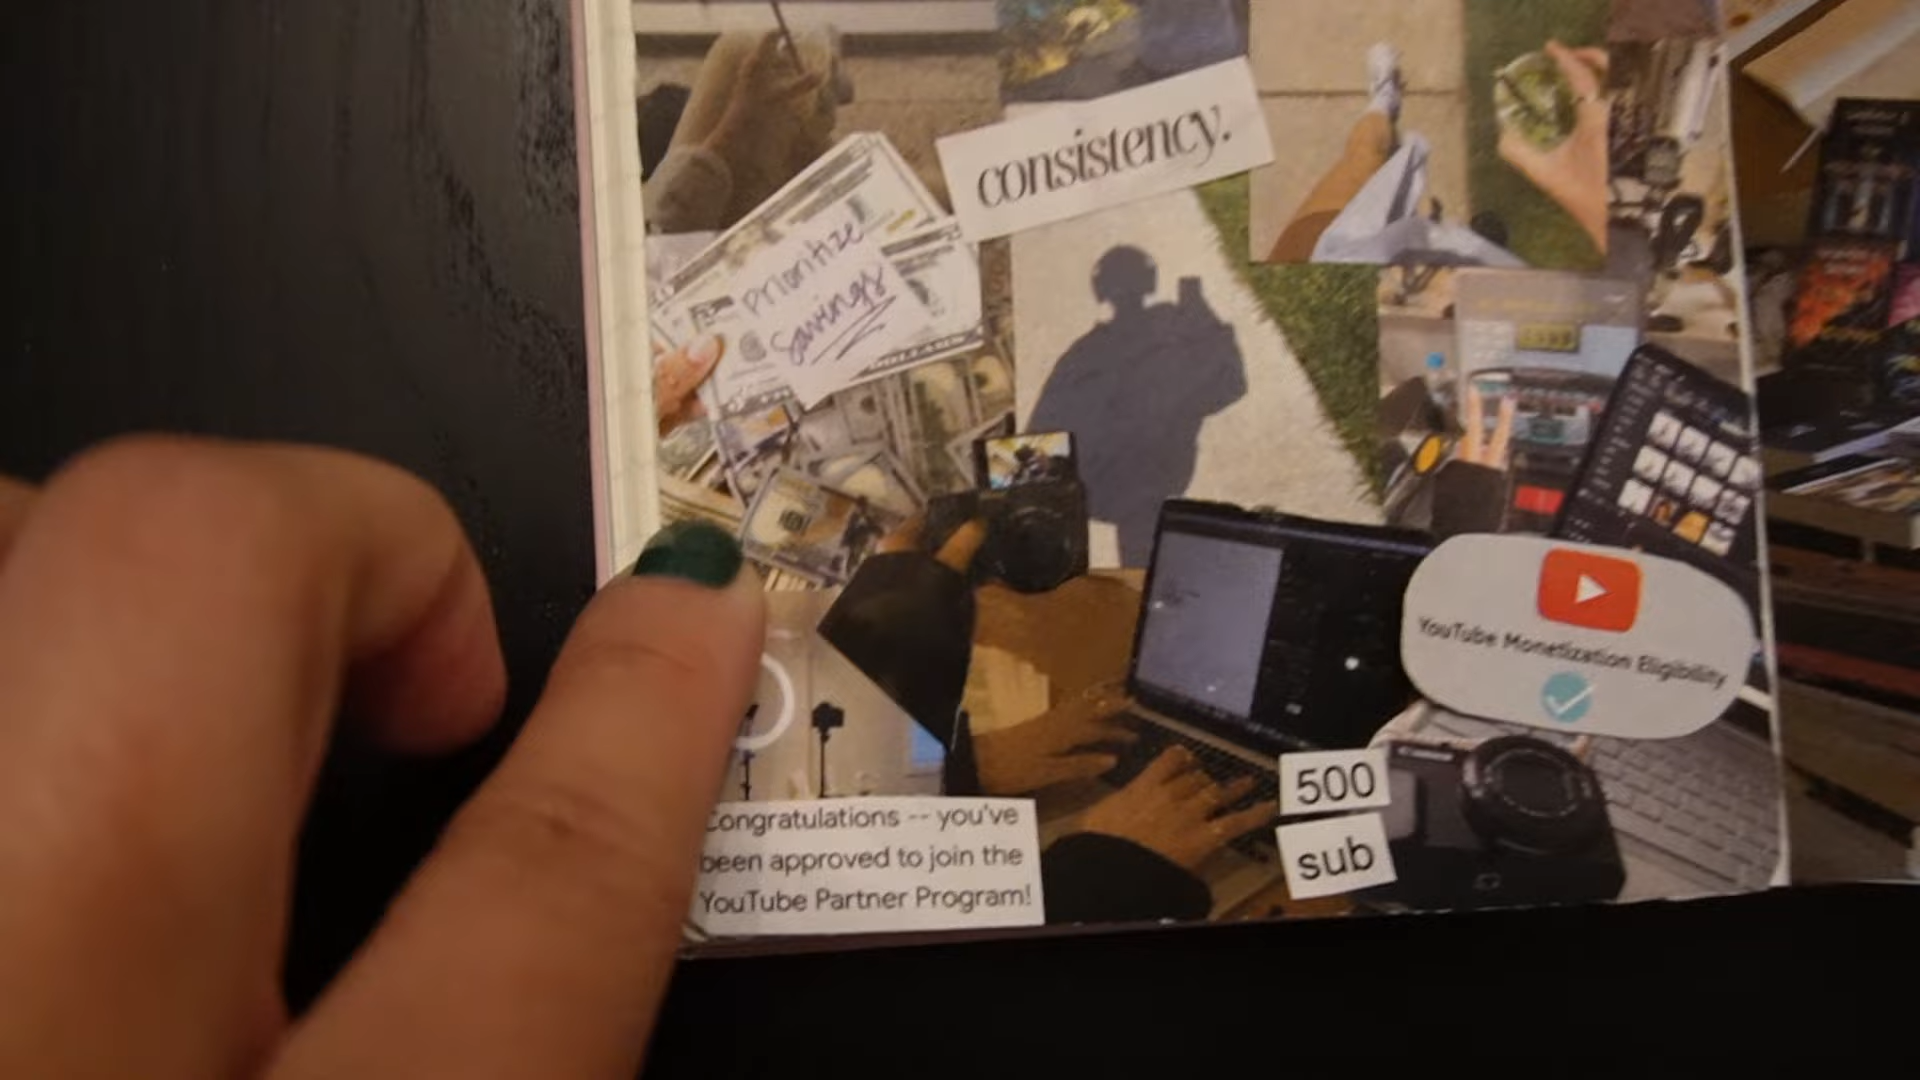 consistency.
Prioritize
Savings
DOLLARS
YouTube Monetization Eligibility
500
sub
Congratulations -- you've
been approved to join the
YouTube Partner Program!